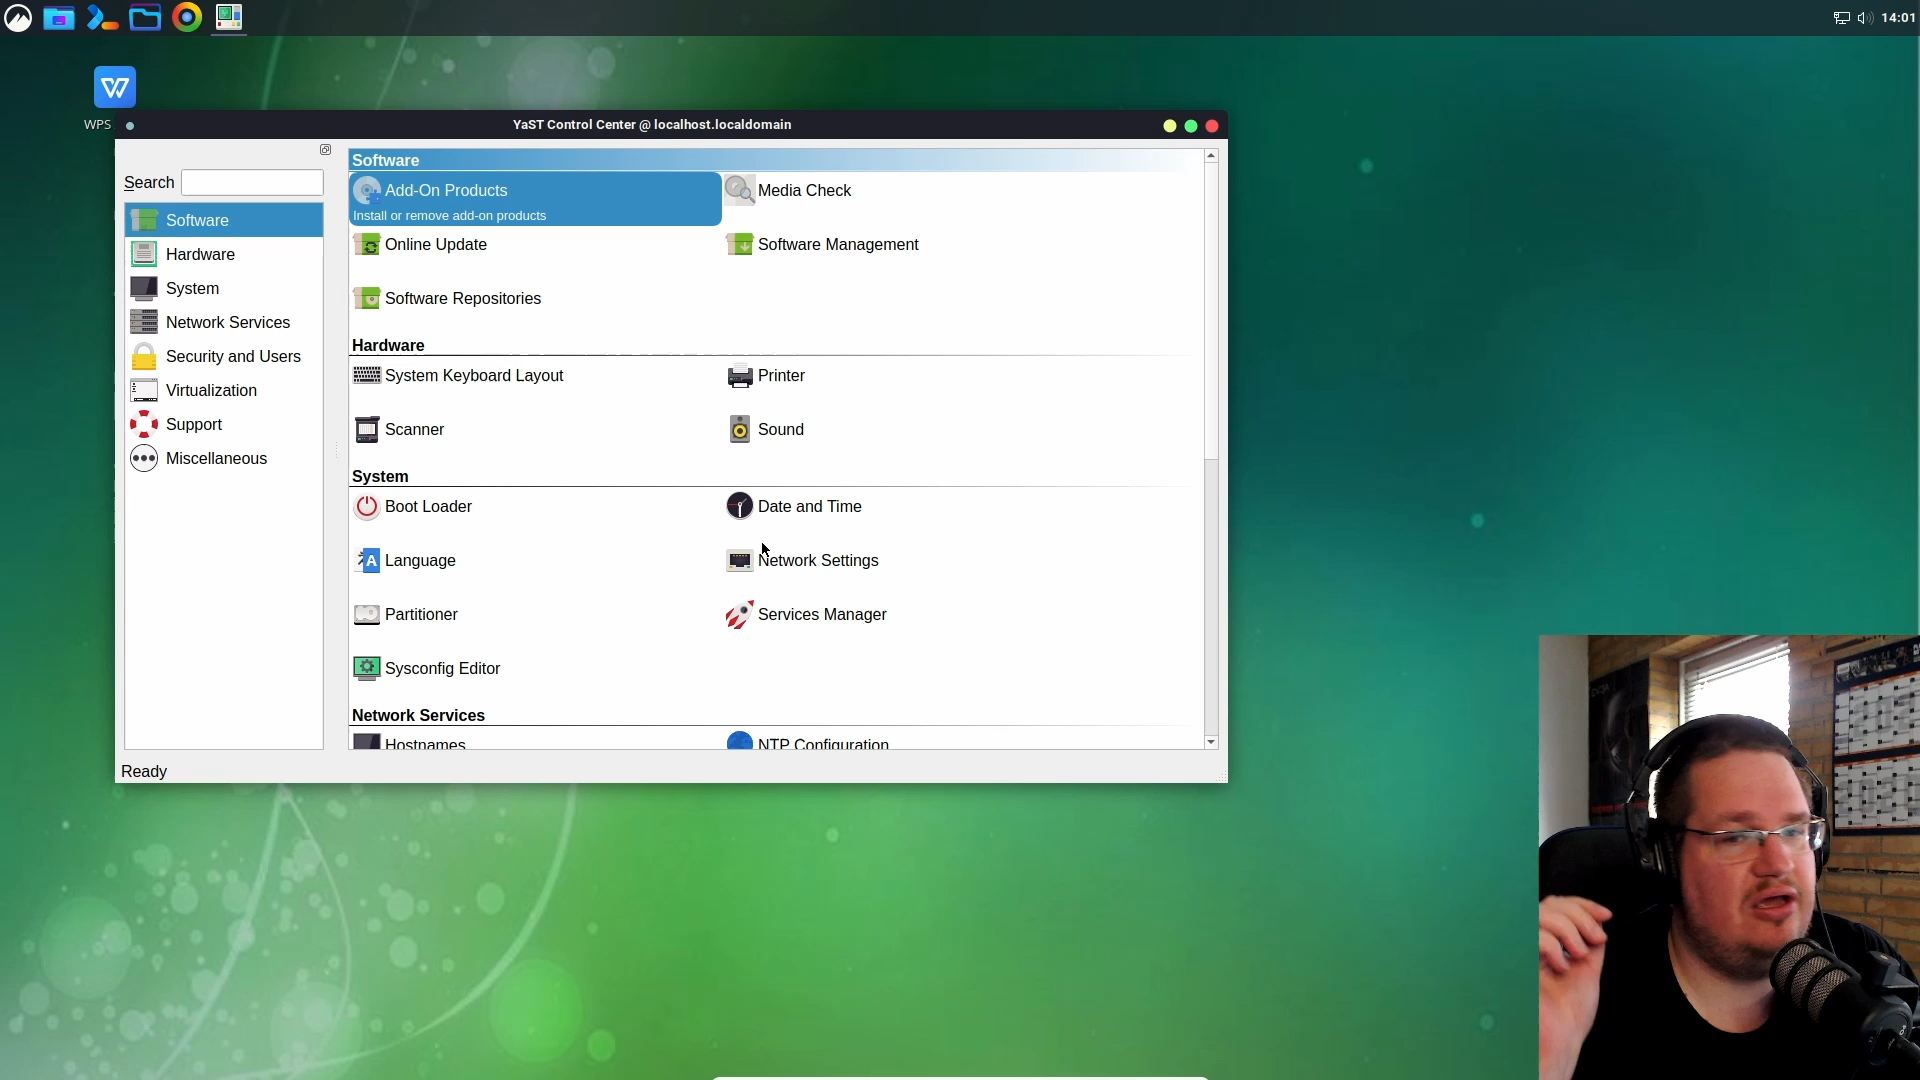 14:01
WPS
YaST Control Center @ localhost.localdomain
Search
Software
Hardware
System
Network Services
Security and Users
Virtualization
Support
Miscellaneous
Software
Add-On Products
Install or remove add-on products
Media Check
Online Update
Software Management
Software Repositories
Hardware
System Keyboard Layout
Printer
Scanner
Sound
System
Boot Loader
Date and Time
Language
Network Settings
Partitioner
Services Manager
Sysconfig Editor
Network Services
Hostnames
NTP Configuration
Ready